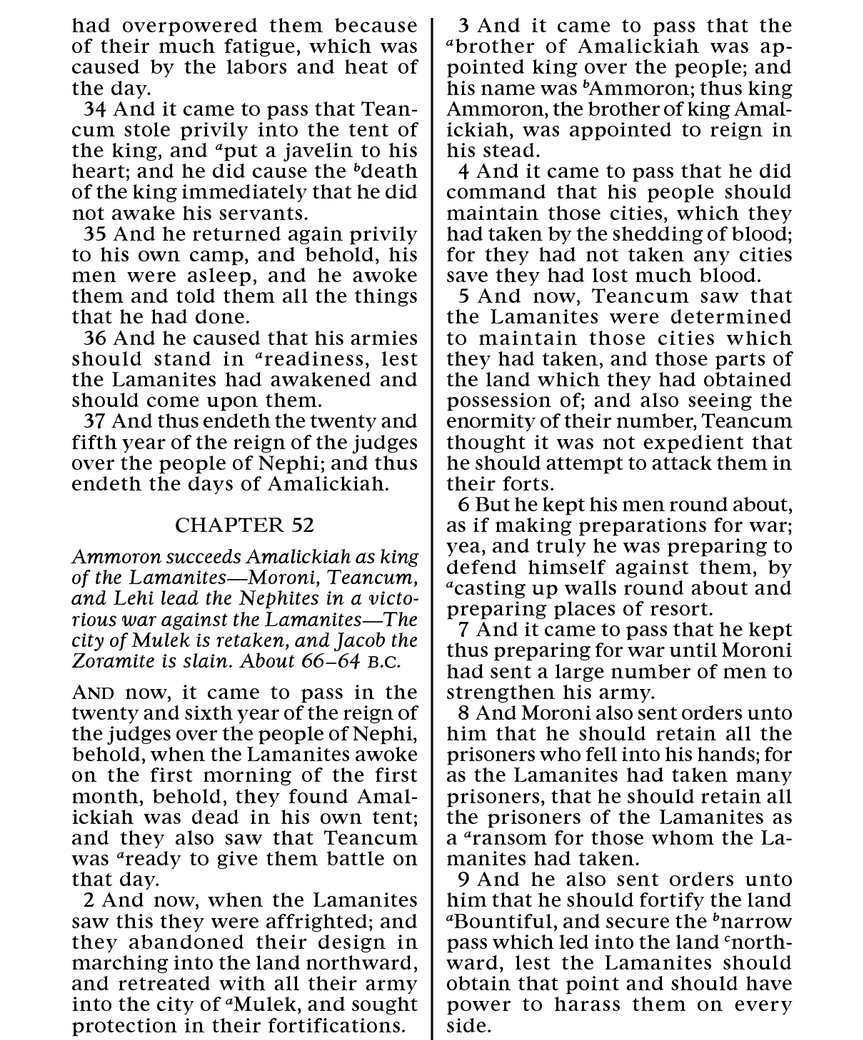 had overpowered them because
of their much fatigue, which was
caused by the labors and heat of
the day.
34 And it came to pass that Tean-
cum stole privily into the tent of
the king, and aput a javelin to his
heart; and he did cause the bdeath
of the king immediately that he did
not awake his servants.
35 And he returned again privily
to his own camp, and behold, his
men were asleep, and he awoke
them and told them all the things
that he had done.
36 And he caused that his armies
should stand in areadiness, lest
the Lamanites had awakened and
should come upon them.
37 And thus endeth the twenty and
fifth year of the reign of the judges
over the people of Nephi; and thus
endeth the days of Amalickiah.
CHAPTER 52
Ammoron succeeds Amalickiah as king
of the Lamanites—Moroni, Teancum,
and Lehi lead the Nephites in a victo-
rious war against the Lamanites—The
city of Mulek is retaken, and Jacob the
Zoramite is slain. About 66–64 B.C.
AND now, it came to pass in the
twenty and sixth year of the reign of
the judges over the people of Nephi,
behold, when the Lamanites awoke
on the first morning of the first
month, behold, they found Amal-
ickiah was dead in his own tent;
and they also saw that Teancum
was aready to give them battle on
that day.
2 And now, when the Lamanites
saw this they were affrighted; and
they abandoned their design in
marching into the land northward,
and retreated with all their army
into the city of aMulek, and sought
protection in their fortifications.
3 And it came to pass that the
abrother of Amalickiah was ap-
pointed king over the people; and
his name was bAmmoron; thus king
Ammoron, the brother of king Amal-
ickiah, was appointed to reign in
his stead.
4 And it came to pass that he did
command that his people should
maintain those cities, which they
had taken by the shedding of blood;
for they had not taken any cities
save they had lost much blood.
5 And now, Teancum saw that
the Lamanites were determined
to maintain those cities which
they had taken, and those parts of
the land which they had obtained
possession of; and also seeing the
enormity of their number, Teancum
thought it was not expedient that
he should attempt to attack them in
their forts.
6 But he kept his men round about,
as if making preparations for war;
yea, and truly he was preparing to
defend himself against them, by
acasting up walls round about and
preparing places of resort.
7 And it came to pass that he kept
thus preparing for war until Moroni
had sent a large number of men to
strengthen his army.
8 And Moroni also sent orders unto
him that he should retain all the
prisoners who fell into his hands; for
as the Lamanites had taken many
prisoners, that he should retain all
the prisoners of the Lamanites as
a aransom for those whom the La-
manites had taken.
9 And he also sent orders unto
him that he should fortify the land
aBountiful, and secure the bnarrow
pass which led into the land cnorth-
ward, lest the Lamanites should
obtain that point and should have
power to harass them on every
side.